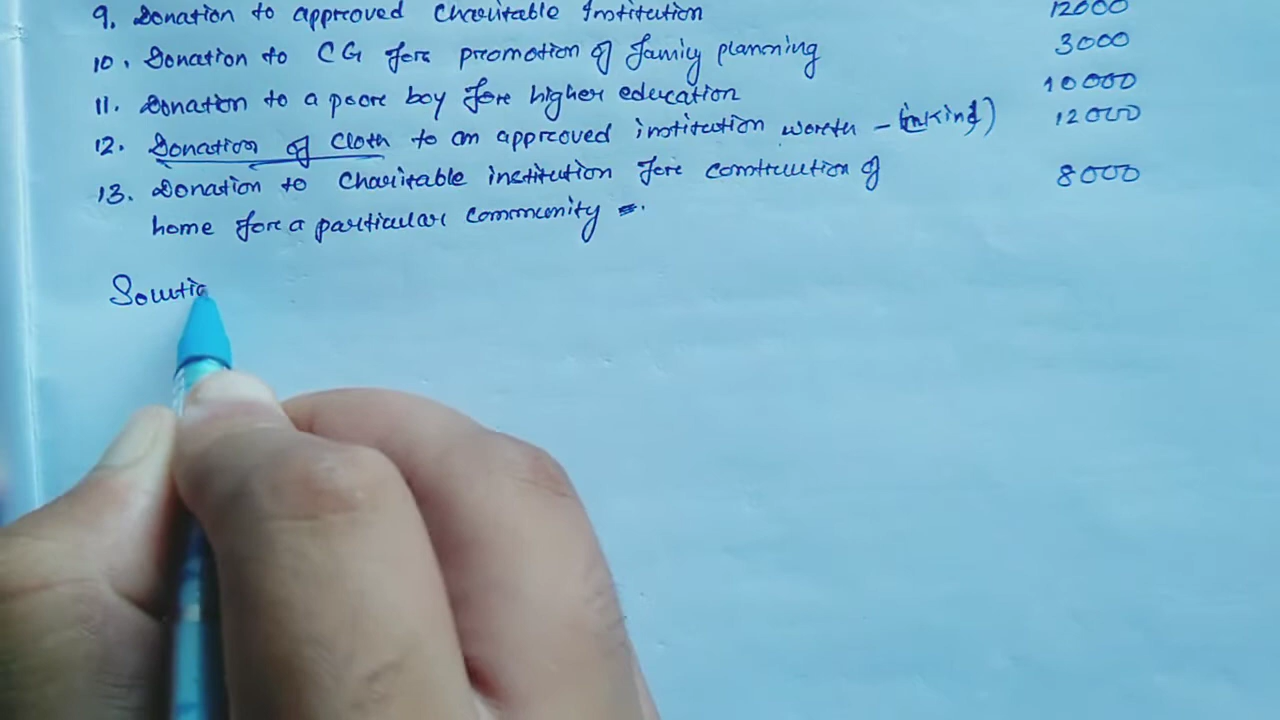 9. Donation to approved Charitable Institution 12000
10. Donation to CG for promotion of family planning 3000
11. Donation to a poor boy for higher education 10000
12. Donation of Cloth to an approved institution worth - (in kind) 12000
13. Donation to Charitable institution for construction of 8000
home for a particular community
Solutio